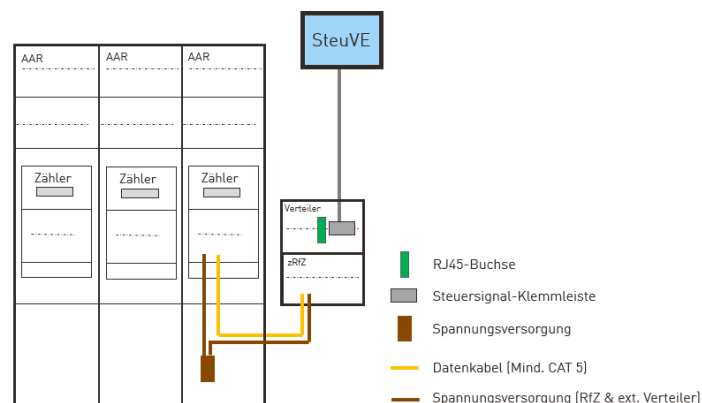 SteuVE
AAR
AAR
AAR
Zähler
Zähler
Zähler
Verteiler
zRfZ
RJ45-Buchse
Steuersignal-Klemmleiste
Spannungsversorgung
Datenkabel (Mind. CAT 5)
Spannungsversorgung (RfZ & ext. Verteiler)